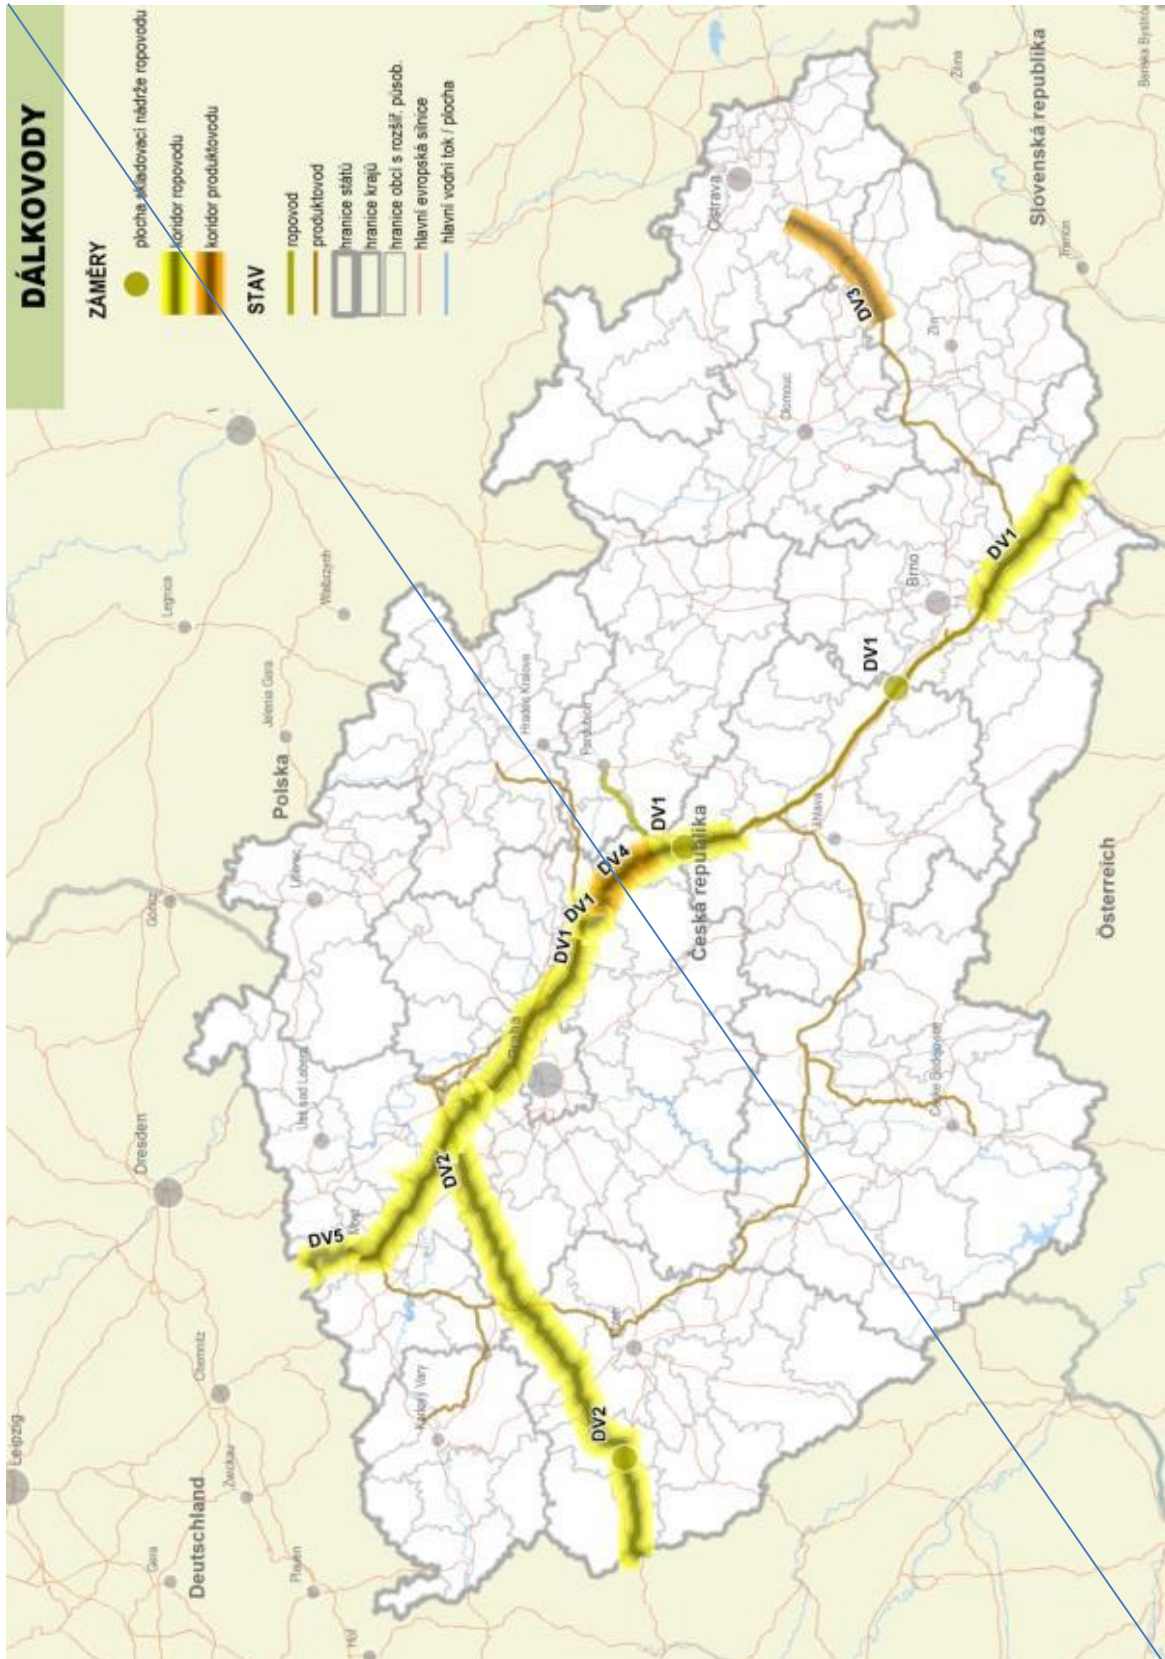 DÁLKOVODY
ZÁMĚRY
plocha skladovací nádrže ropovodu
koridor ropovodu
koridor produktovodu
STAV
ropovod
produktovod
hranice států
hranice krajů
hranice obcí s rozšíř. působ.
hlavní evropská silnice
hlavní vodní tok / plocha
Leipzig
Gera
Zwickau
Chemnitz
Dresden
Deutschland
Plauen
Hof
Görlitz
Legnica
Jelenia Gora
Walbrzych
Polska
Liberec
Ústí nad Labem
Most
DV5
Karlovy Vary
DV2
DV2
Praha
DV1
DV1
DV4
DV1
Hradec Králové
Pardubice
Česká republika
Jihlava
České Budějovice
DV1
Brno
DV1
Olomouc
Ostrava
DV3
Zlín
Žilina
Trenčín
Banská Bystrica
Slovenská republika
Österreich